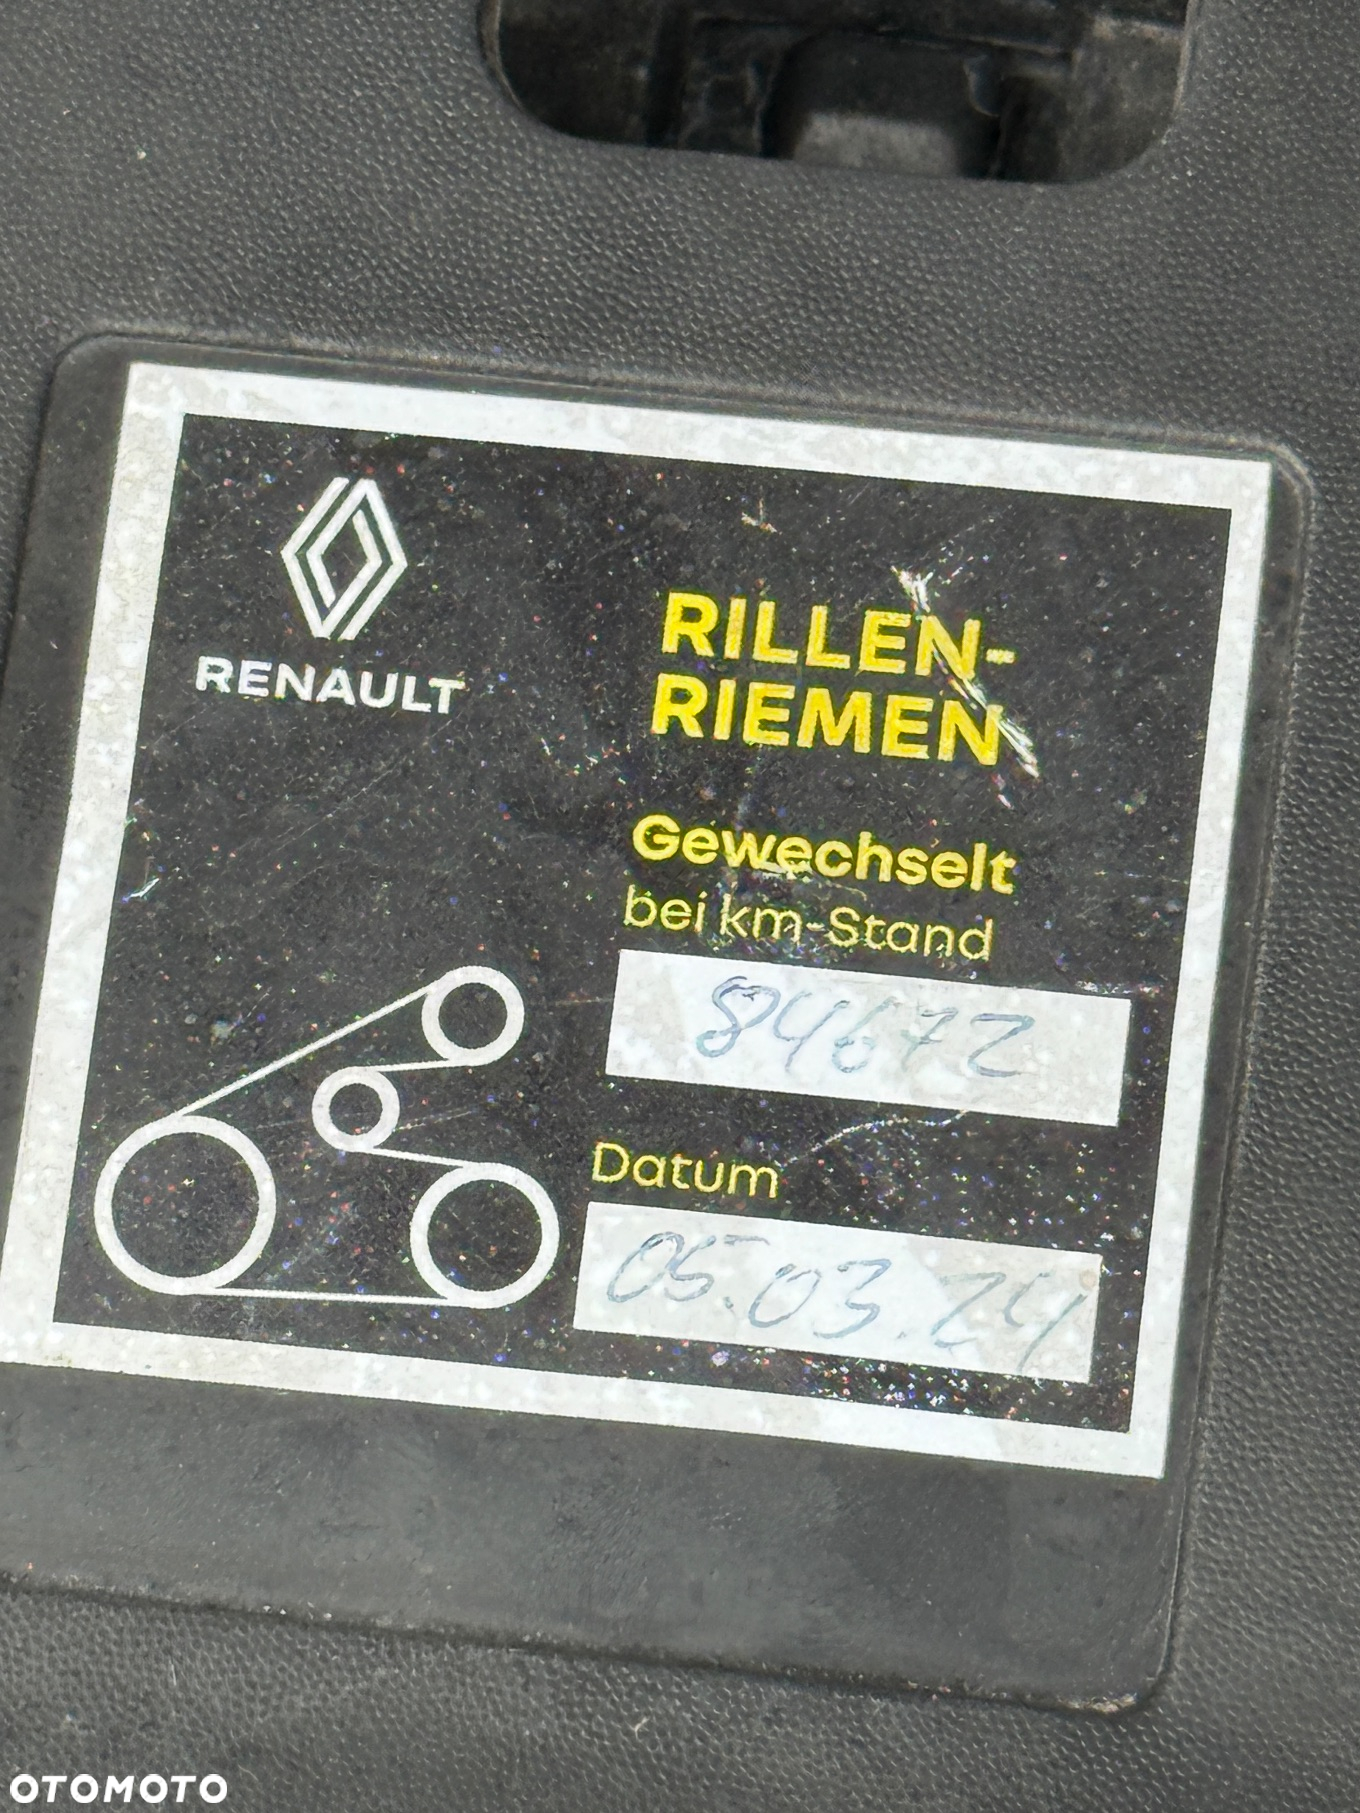 RENAULT
RILLEN-
RIEMEN
Gewechselt
bei km-Stand
84672
Datum
05.03.24
OTOMOTO